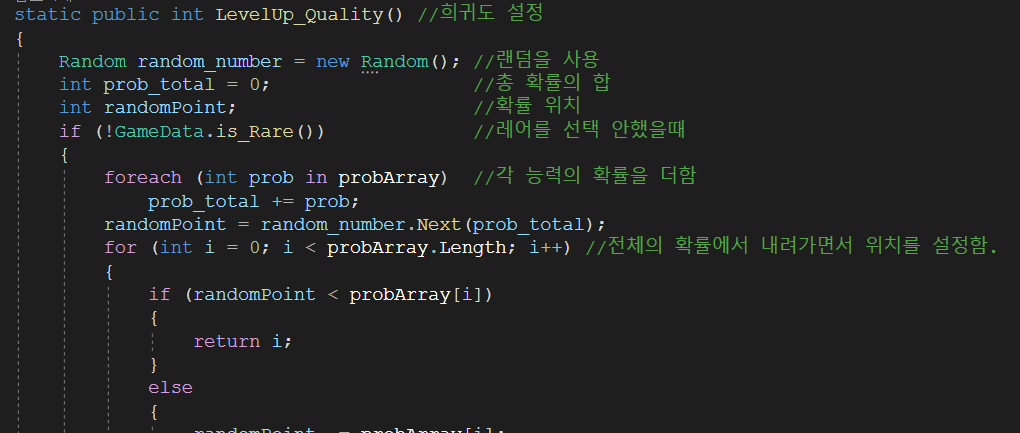 static public int LevelUp_Quality() //희귀도 설정
{
Random random_number = new Random(); //랜덤을 사용
int prob_total = 0; //총 확률의 합
int randomPoint; //확률 위치
if (!GameData.is_Rare()) //레어를 선택 안했을때
{
foreach (int prob in probArray) //각 능력의 확률을 더함
prob_total += prob;
randomPoint = random_number.Next(prob_total);
for (int i = 0; i < probArray.Length; i++) //전체의 확률에서 내려가면서 위치를 설정함.
{
if (randomPoint < probArray[i])
{
return i;
}
else
{
randomPoint -= probArray[i];